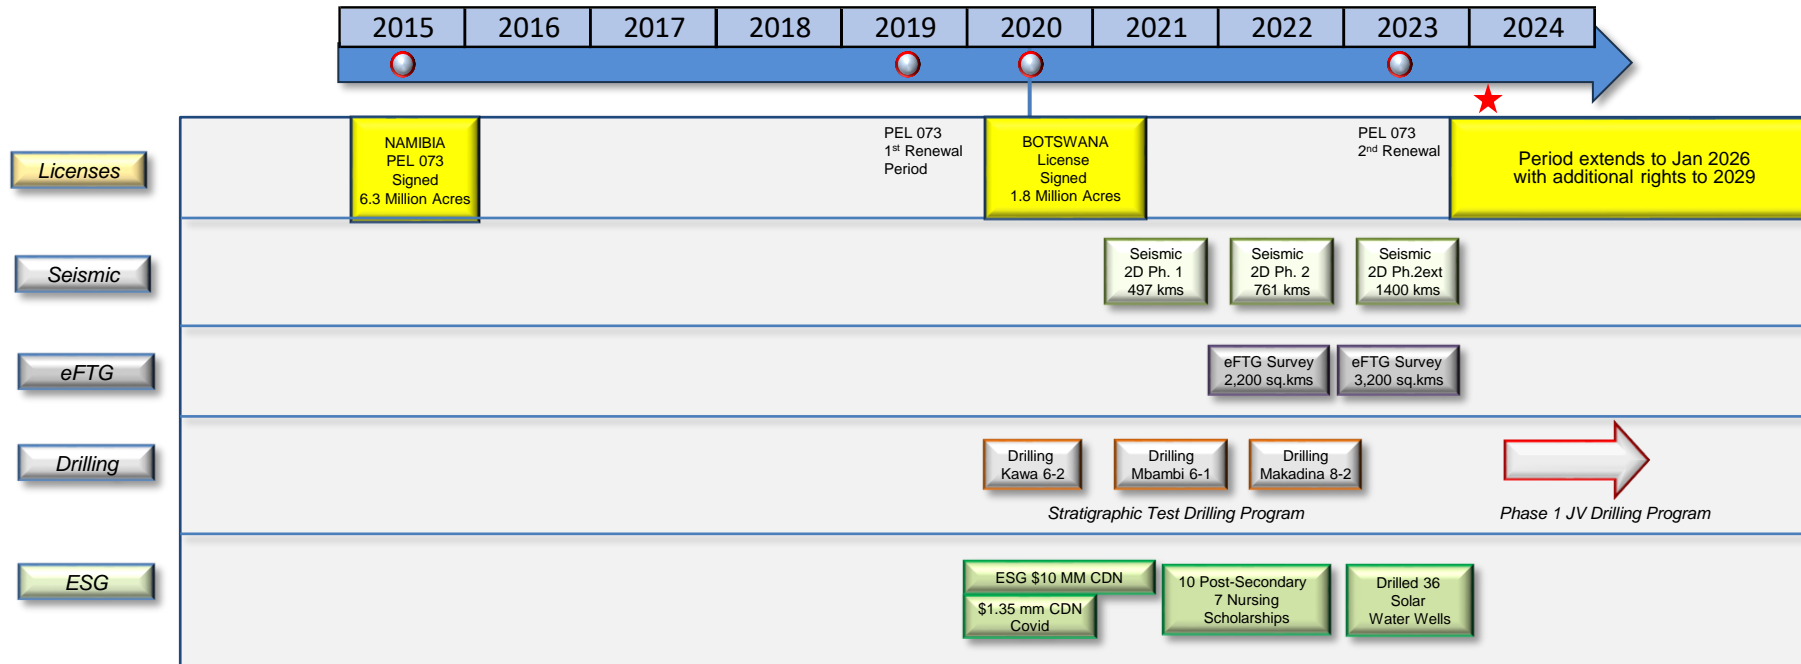 2015 2016 2017 2018 2019 2020 2021 2022 2023 2024
Licenses
NAMIBIA
PEL 073
Signed
6.3 Million Acres
PEL 073
1st Renewal
Period
BOTSWANA
License
Signed
1.8 Million Acres
PEL 073
2nd Renewal
Period extends to Jan 2026
with additional rights to 2029
Seismic
Seismic
2D Ph. 1
497 kms
Seismic
2D Ph. 2
761 kms
Seismic
2D Ph.2ext
1400 kms
eFTG
eFTG Survey
2,200 sq.kms
eFTG Survey
3,200 sq.kms
Drilling
Drilling
Kawa 6-2
Drilling
Mbambi 6-1
Drilling
Makadina 8-2
Stratigraphic Test Drilling Program
Phase 1 JV Drilling Program
ESG
ESG $10 MM CDN
$1.35 mm CDN
Covid
10 Post-Secondary
7 Nursing
Scholarships
Drilled 36
Solar
Water Wells